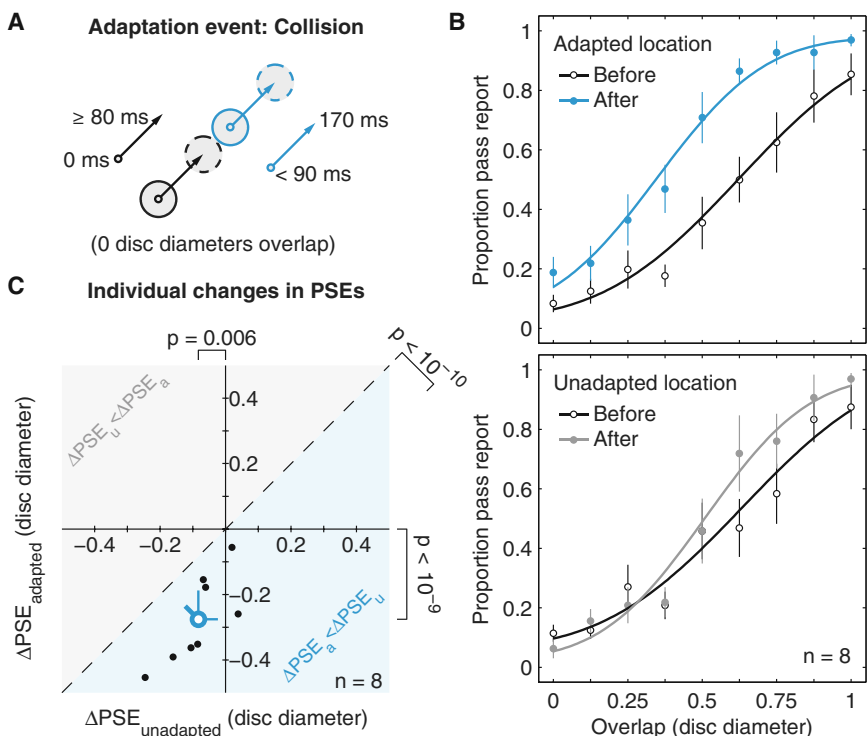 A
Adaptation event: Collision
≥ 80 ms
0 ms
170 ms
< 90 ms
(0 disc diameters overlap)
B
Adapted location
Before
After
Proportion pass report
1
0.8
0.6
0.4
0.2
0
Unadapted location
Before
After
n = 8
Proportion pass report
1
0.8
0.6
0.4
0.2
0
0 0.25 0.5 0.75 1
Overlap (disc diameter)
C
Individual changes in PSEs
p = 0.006
p < 10⁻¹⁰
p < 10⁻⁹
ΔPSEᵤ<ΔPSEₐ
ΔPSEₐ<ΔPSEᵤ
0.4
0.2
−0.2
−0.4
−0.4 −0.2 0.2 0.4
n = 8
ΔPSE_adapted (disc diameter)
ΔPSE_unadapted (disc diameter)